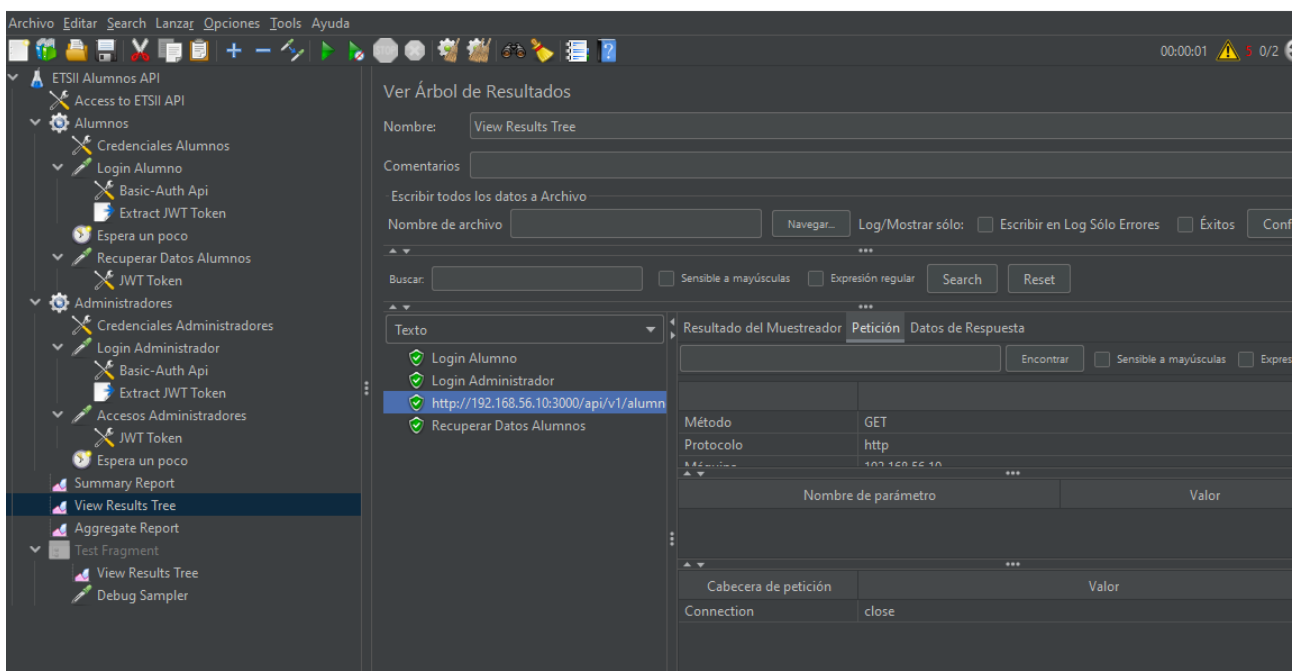 Archivo Editar Search Lanzar Opciones Tools Ayuda
00:00:01 5 0/2
ETSII Alumnos API
Access to ETSII API
Alumnos
Credenciales Alumnos
Login Alumno
Basic-Auth Api
Extract JWT Token
Espera un poco
Recuperar Datos Alumnos
JWT Token
Administradores
Credenciales Administradores
Login Administrador
Basic-Auth Api
Extract JWT Token
Accesos Administradores
JWT Token
Espera un poco
Summary Report
View Results Tree
Aggregate Report
Test Fragment
View Results Tree
Debug Sampler
Ver Árbol de Resultados
Nombre: View Results Tree
Comentarios
Escribir todos los datos a Archivo
Nombre de archivo Navegar... Log/Mostrar sólo: Escribir en Log Sólo Errores Éxitos Conf
Buscar: Sensible a mayúsculas Expresión regular Search Reset
Texto
Login Alumno
Login Administrador
http://192.168.56.10:3000/api/v1/alumn
Recuperar Datos Alumnos
Resultado del Muestreador Petición Datos de Respuesta
Encontrar Sensible a mayúsculas Expres
Método GET
Protocolo http
Máquina 192.168.56.10
Nombre de parámetro Valor
Cabecera de petición Valor
Connection close